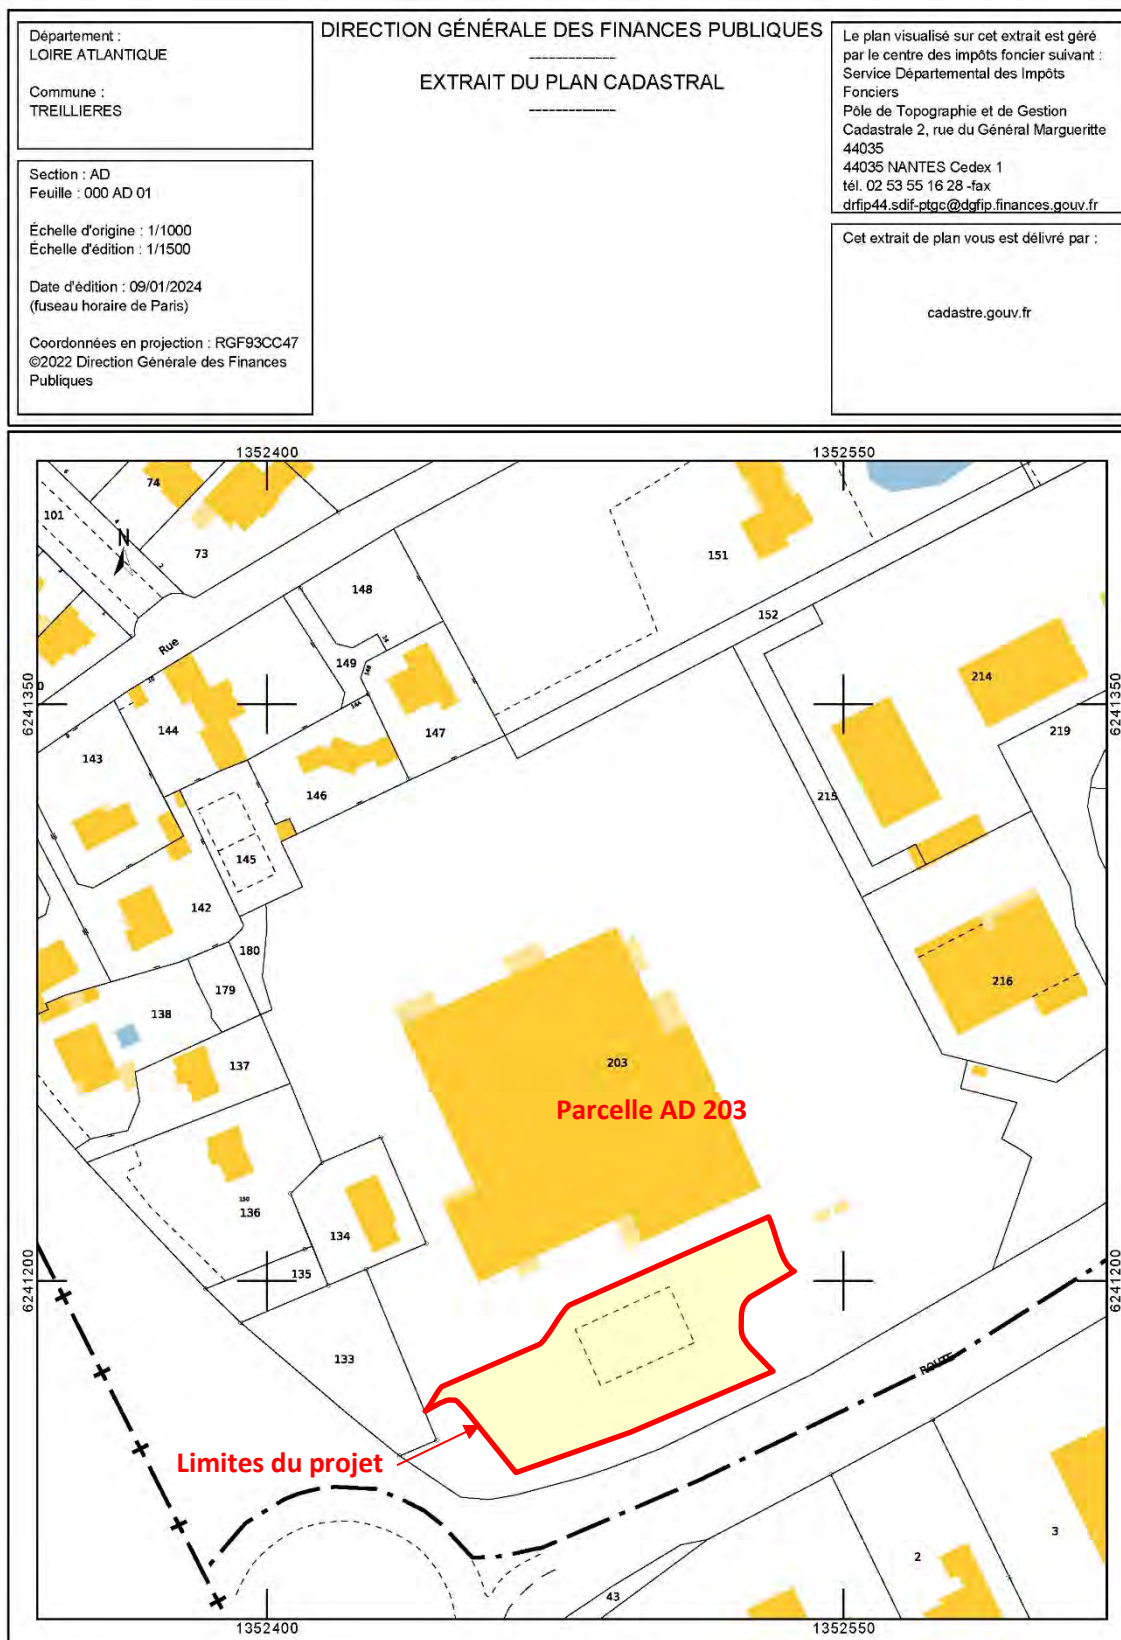 Département :
LOIRE ATLANTIQUE
Commune :
TREILLIERES
Section : AD
Feuille : 000 AD 01
Échelle d'origine : 1/1000
Échelle d'édition : 1/1500
Date d'édition : 09/01/2024
(fuseau horaire de Paris)
Coordonnées en projection : RGF93CC47
©2022 Direction Générale des Finances
Publiques
DIRECTION GÉNÉRALE DES FINANCES PUBLIQUES
EXTRAIT DU PLAN CADASTRAL
Le plan visualisé sur cet extrait est géré
par le centre des impôts foncier suivant :
Service Départemental des Impôts
Fonciers
Pôle de Topographie et de Gestion
Cadastrale 2, rue du Général Margueritte
44035
44035 NANTES Cedex 1
tél. 02 53 55 16 28 -fax
drfip44.sdif-ptgc@dgfip.finances.gouv.fr
Cet extrait de plan vous est délivré par :
cadastre.gouv.fr
1352400
1352550
74
101
N
73
151
148
152
Rue
149
14B
14A
214
144
147
6241350
6241350
219
143
146
215
145
142
180
216
179
138
203
137
Parcelle AD 203
136
134
135
6241200
6241200
133
ROUTE
Limites du projet
3
2
43
1352400
1352550